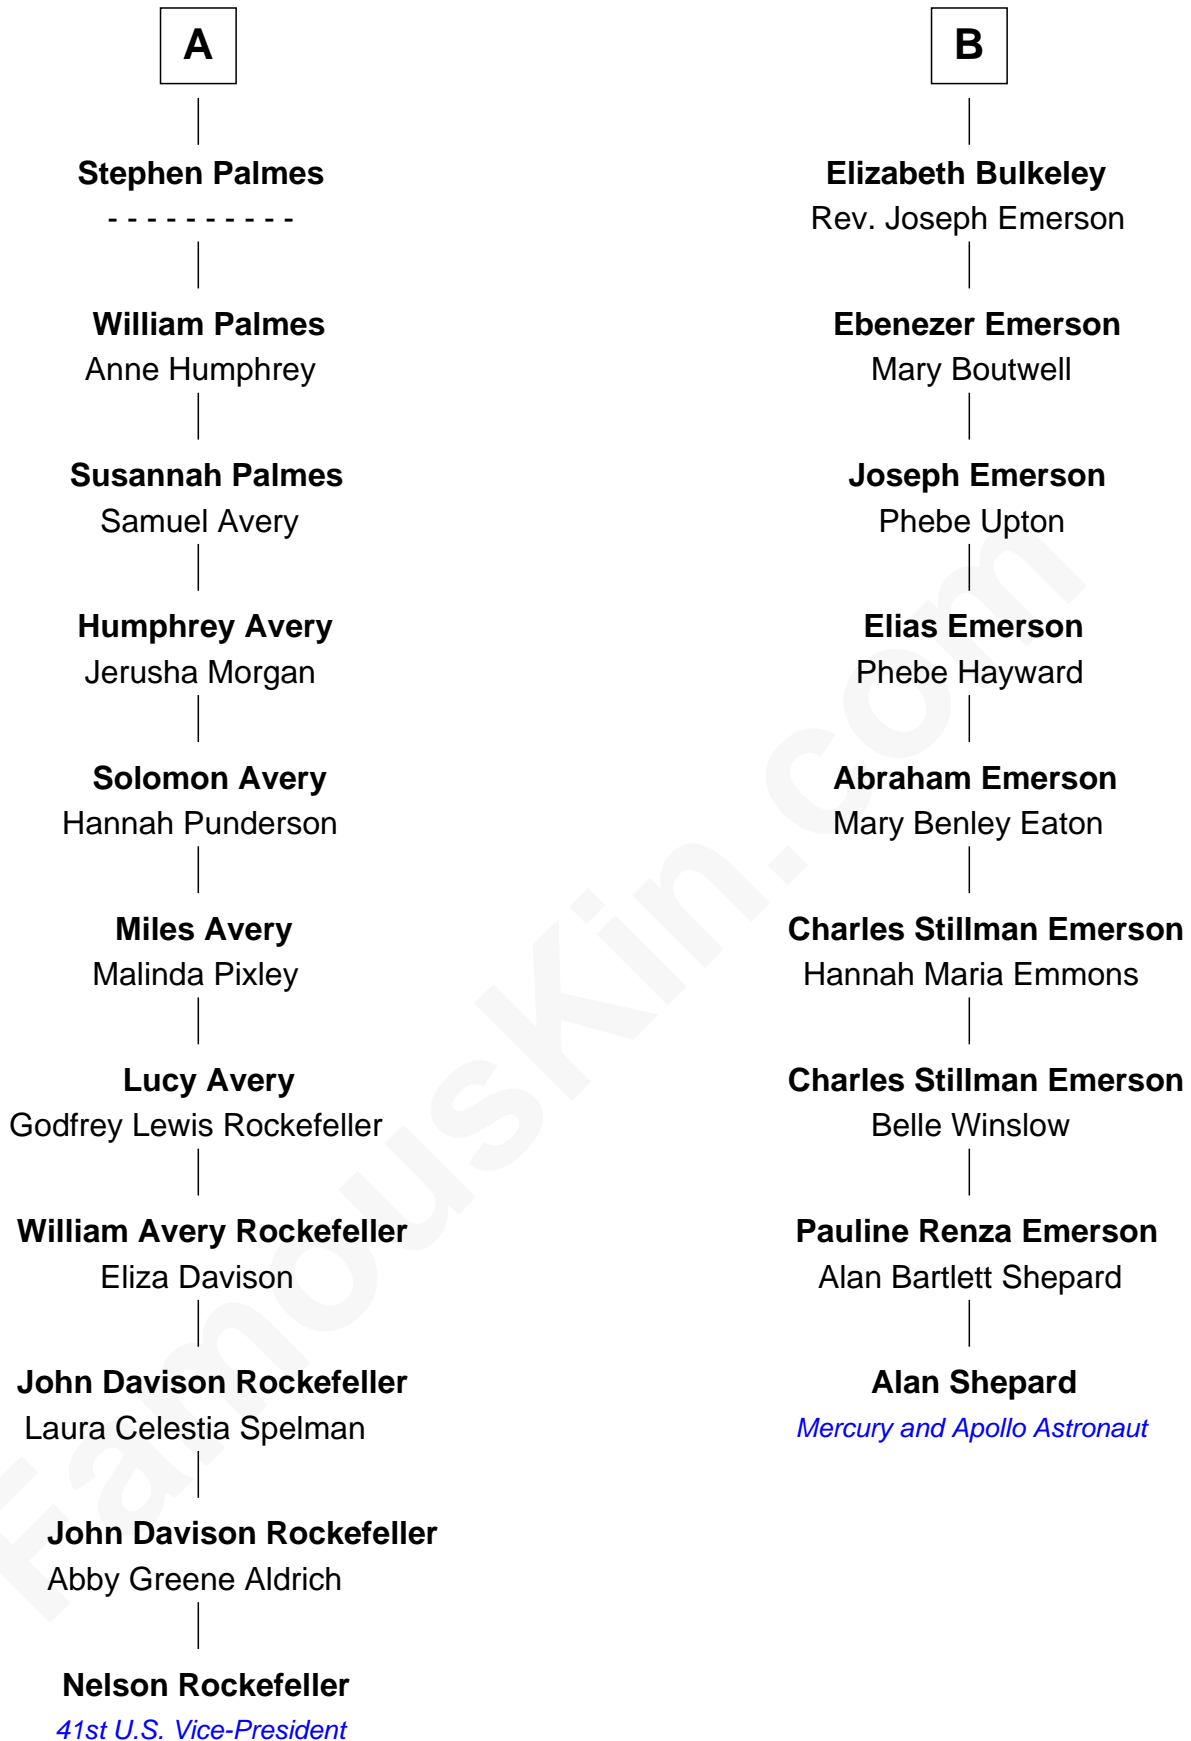 A
Stephen Palmes
- - - - - - - - - -
William Palmes
Anne Humphrey
Susannah Palmes
Samuel Avery
Humphrey Avery
Jerusha Morgan
Solomon Avery
Hannah Punderson
Miles Avery
Malinda Pixley
Lucy Avery
Godfrey Lewis Rockefeller
William Avery Rockefeller
Eliza Davison
John Davison Rockefeller
Laura Celestia Spelman
John Davison Rockefeller
Abby Greene Aldrich
Nelson Rockefeller
41st U.S. Vice-President
B
Elizabeth Bulkeley
Rev. Joseph Emerson
Ebenezer Emerson
Mary Boutwell
Joseph Emerson
Phebe Upton
Elias Emerson
Phebe Hayward
Abraham Emerson
Mary Benley Eaton
Charles Stillman Emerson
Hannah Maria Emmons
Charles Stillman Emerson
Belle Winslow
Pauline Renza Emerson
Alan Bartlett Shepard
Alan Shepard
Mercury and Apollo Astronaut
FamousKin.com